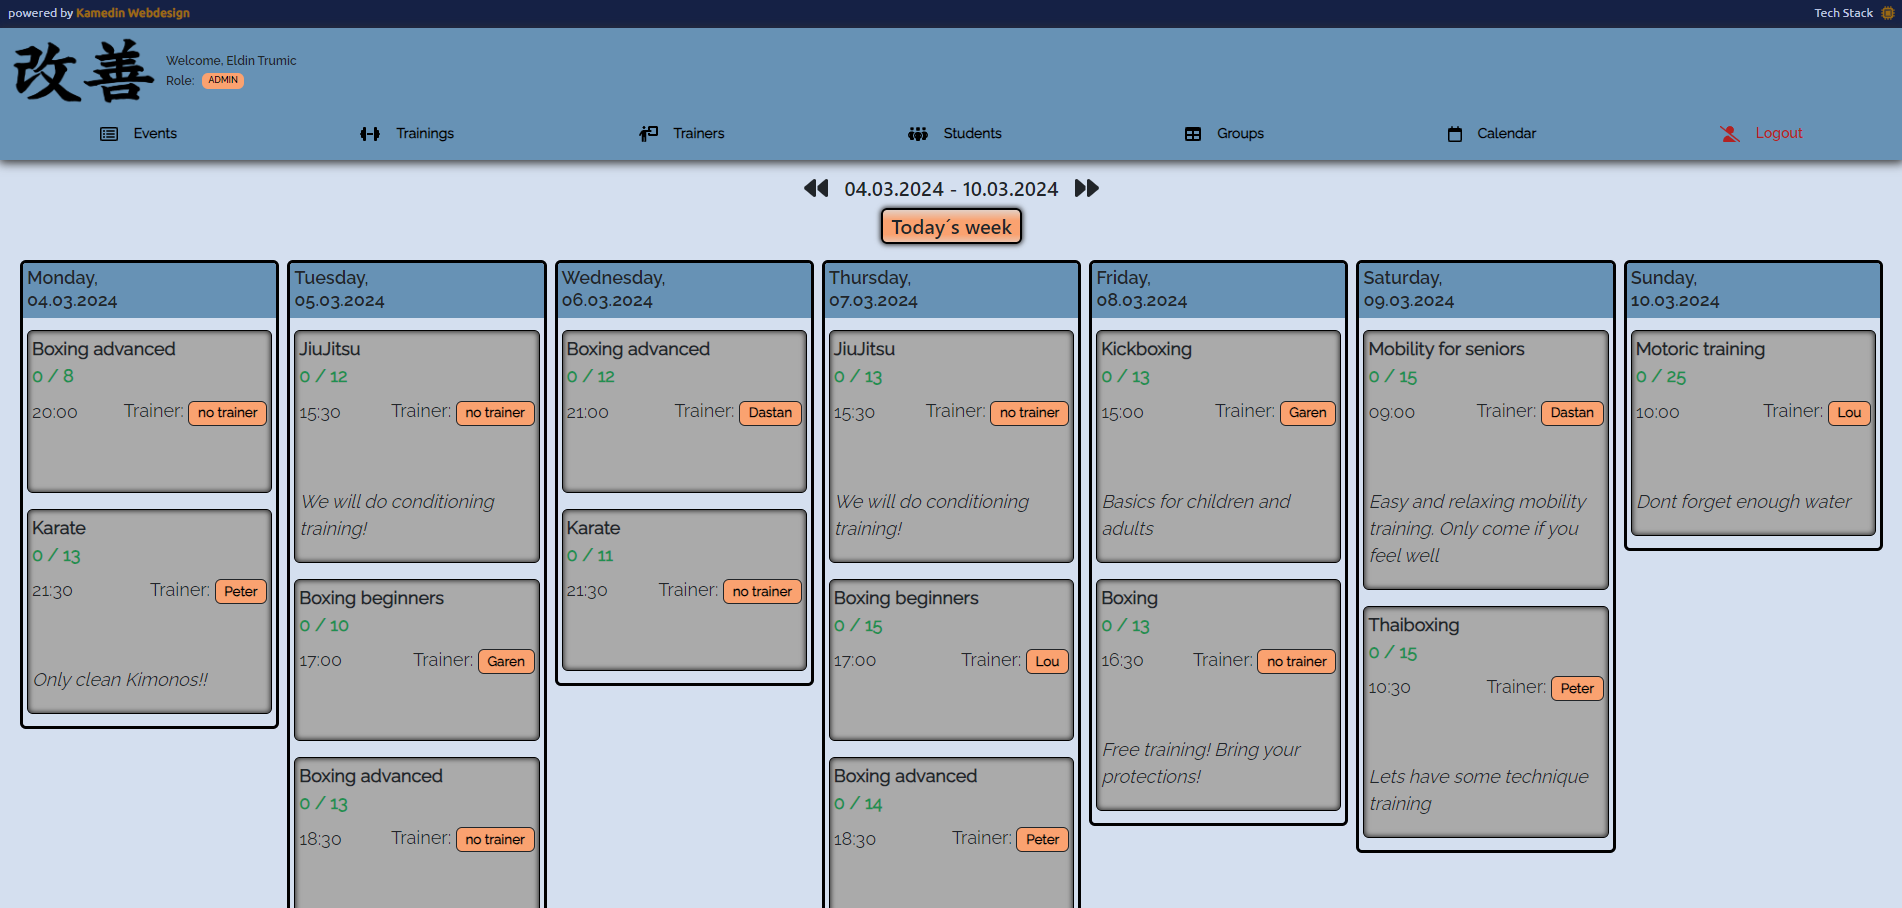 powered by Kamedin Webdesign
Tech Stack
改善
Welcome, Eldin Trumic
Role: ADMIN
Events
Trainings
Trainers
Students
Groups
Calendar
Logout
04.03.2024 - 10.03.2024
Today´s week
Monday,
04.03.2024
Boxing advanced
0 / 8
20:00 Trainer: no trainer
Karate
0 / 13
21:30 Trainer: Peter
Only clean Kimonos!!
Tuesday,
05.03.2024
JiuJitsu
0 / 12
15:30 Trainer: no trainer
We will do conditioning
training!
Boxing beginners
0 / 10
17:00 Trainer: Garen
Boxing advanced
0 / 13
18:30 Trainer: no trainer
Wednesday,
06.03.2024
Boxing advanced
0 / 12
21:00 Trainer: Dastan
Karate
0 / 11
21:30 Trainer: no trainer
Thursday,
07.03.2024
JiuJitsu
0 / 13
15:30 Trainer: no trainer
We will do conditioning
training!
Boxing beginners
0 / 15
17:00 Trainer: Lou
Boxing advanced
0 / 14
18:30 Trainer: Peter
Friday,
08.03.2024
Kickboxing
0 / 13
15:00 Trainer: Garen
Basics for children and
adults
Boxing
0 / 13
16:30 Trainer: no trainer
Free training! Bring your
protections!
Saturday,
09.03.2024
Mobility for seniors
0 / 15
09:00 Trainer: Dastan
Easy and relaxing mobility
training. Only come if you
feel well
Thaiboxing
0 / 15
10:30 Trainer: Peter
Lets have some technique
training
Sunday,
10.03.2024
Motoric training
0 / 25
10:00 Trainer: Lou
Dont forget enough water